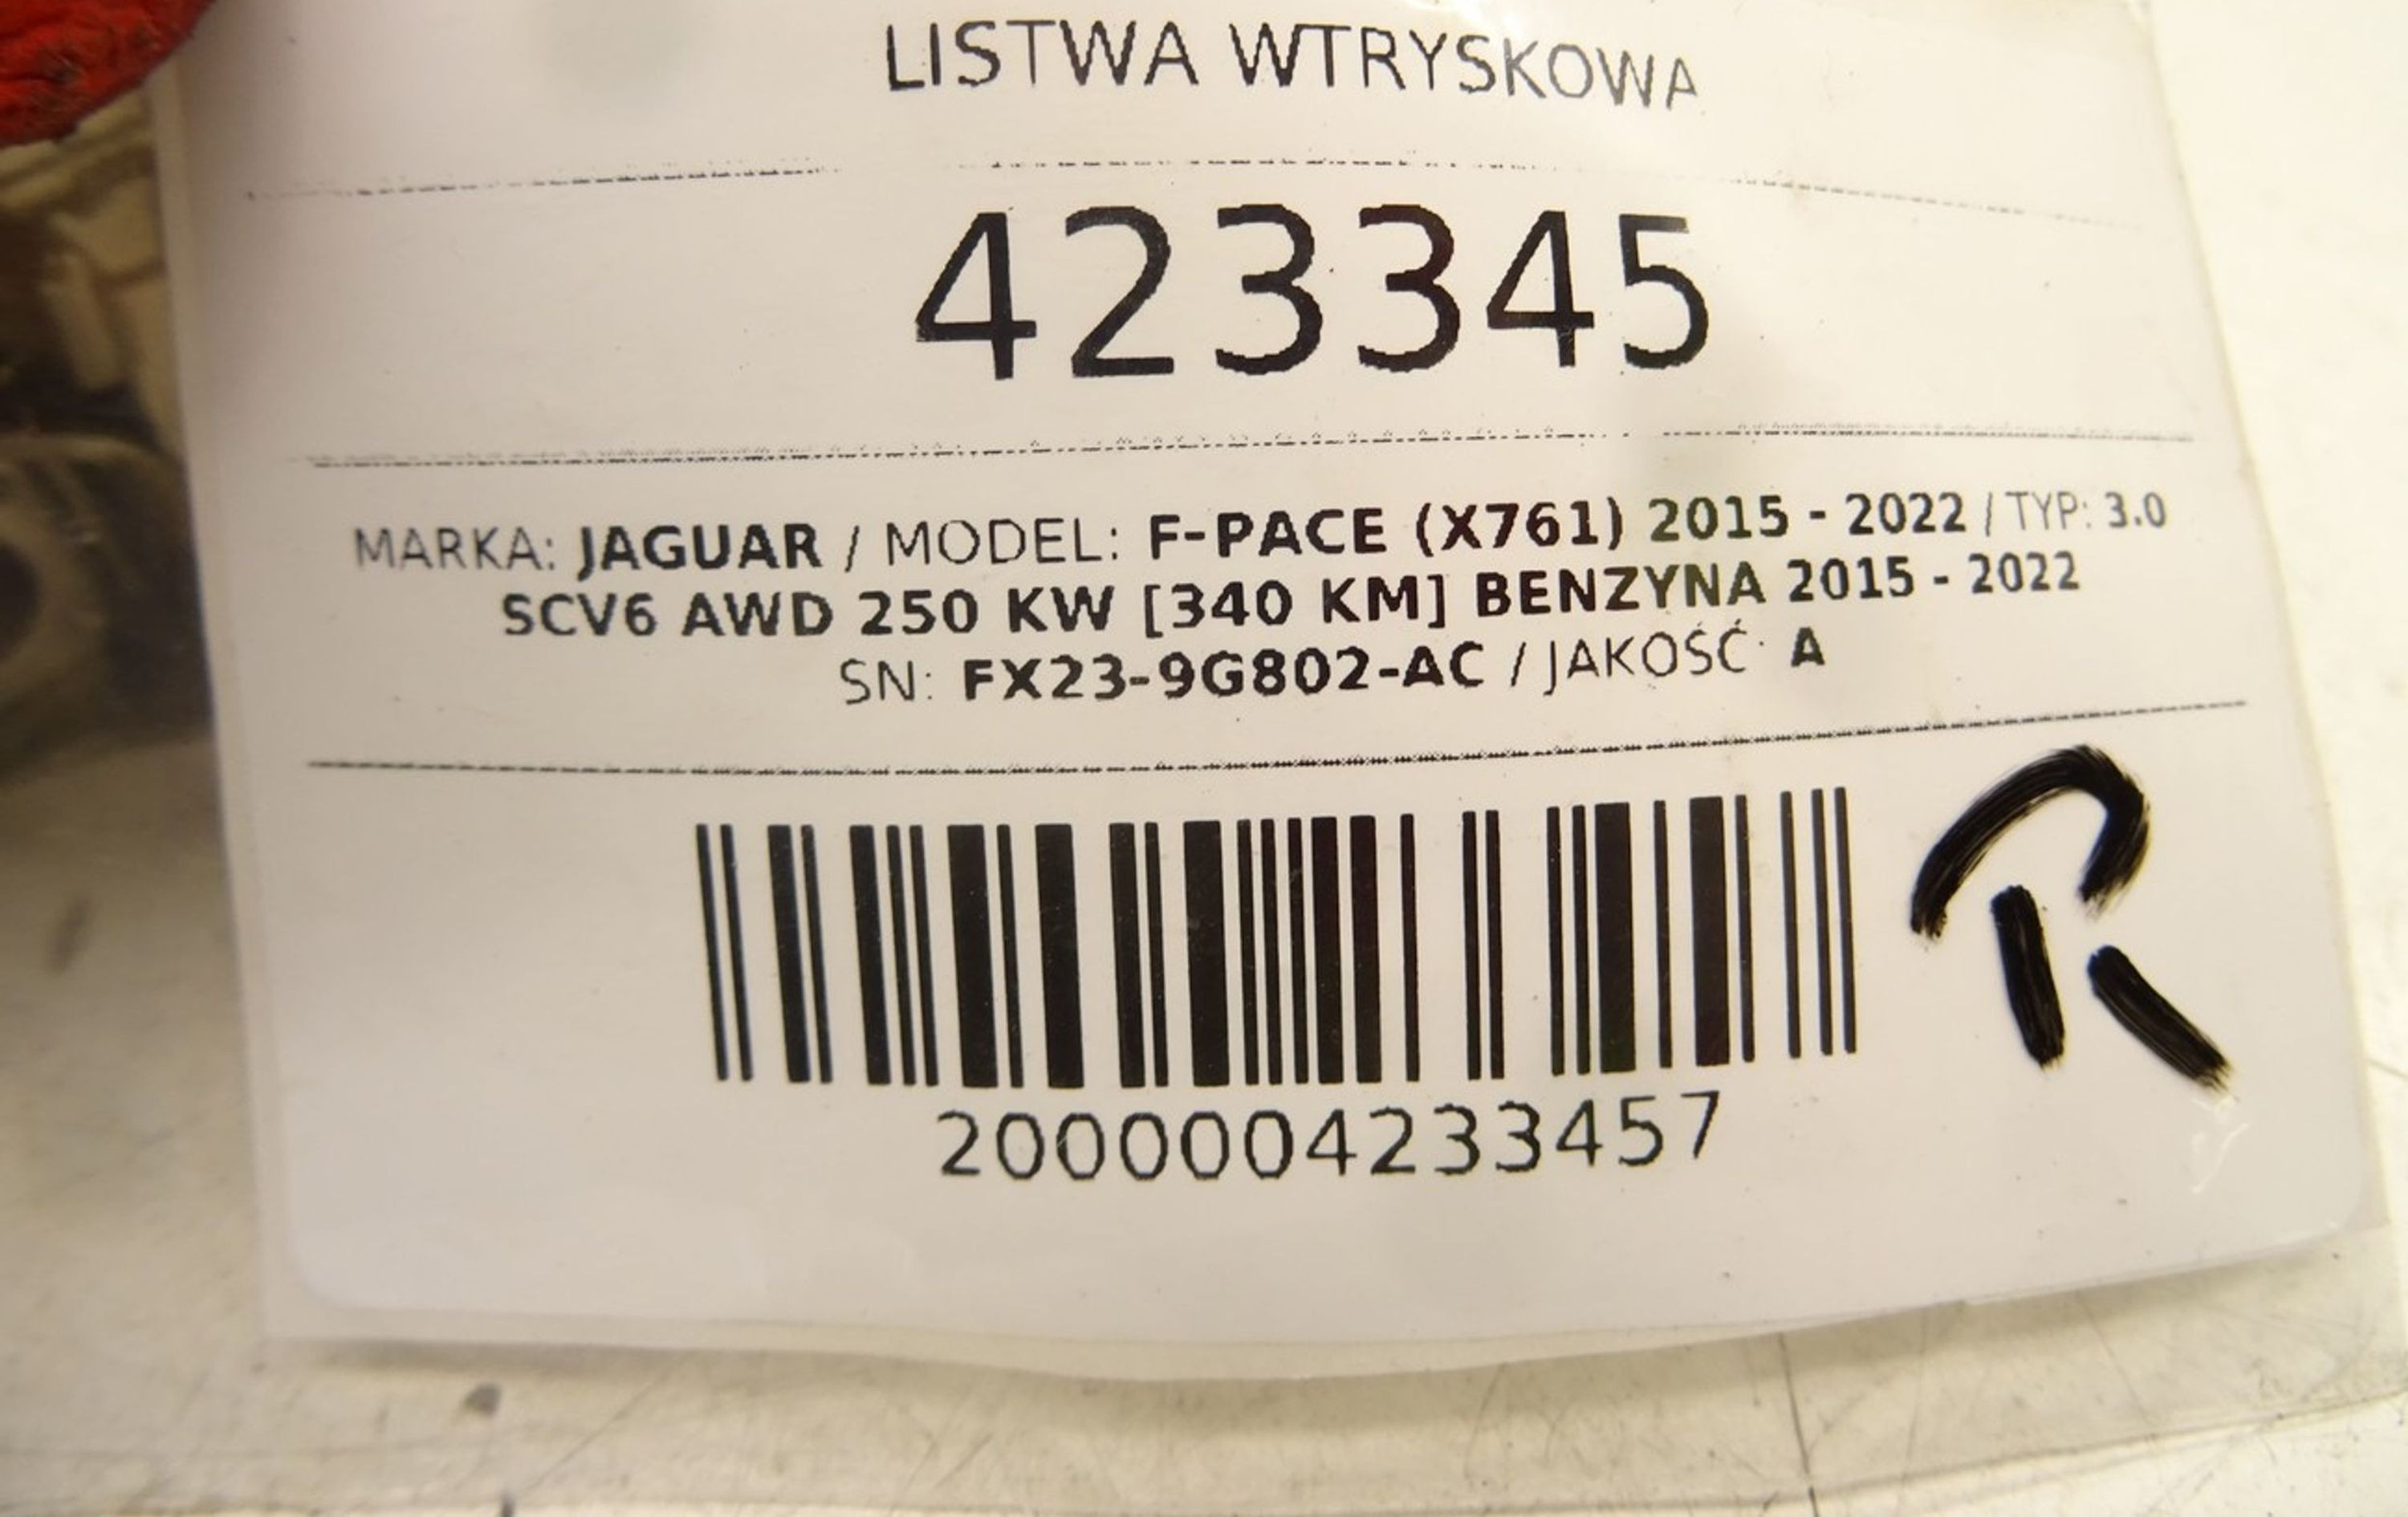 LISTWA WTRYSKOWA
423345
MARKA: JAGUAR / MODEL: F-PACE (X761) 2015 - 2022 / TYP: 3.0
SCV6 AWD 250 KW [340 KM] BENZYNA 2015 - 2022
SN: FX23-9G802-AC / JAKOŚĆ: A
R
2000004233457